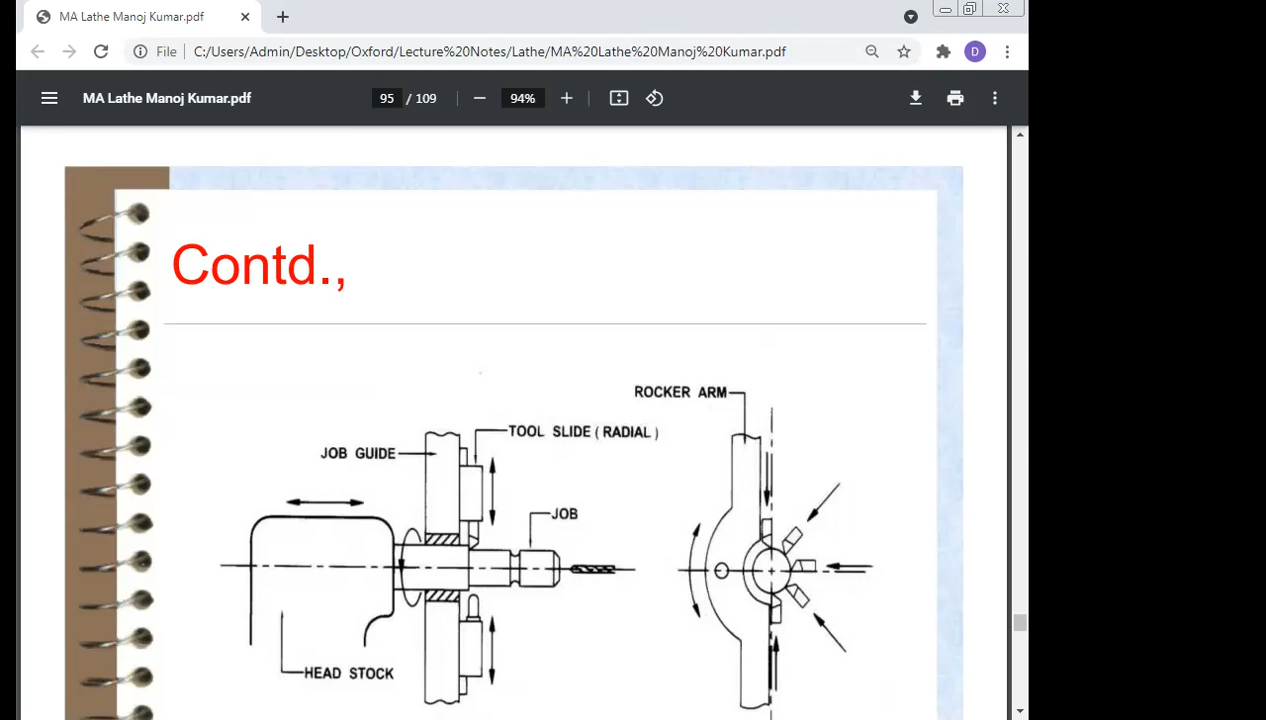 MA Lathe Manoj Kumar.pdf
File
C:/Users/Admin/Desktop/Oxford/Lecture%20Notes/Lathe/MA%20Lathe%20Manoj%20Kumar.pdf
D
MA Lathe Manoj Kumar.pdf
95 / 109
94%
Contd.,
ROCKER ARM
TOOL SLIDE ( RADIAL )
JOB GUIDE
JOB
HEAD STOCK